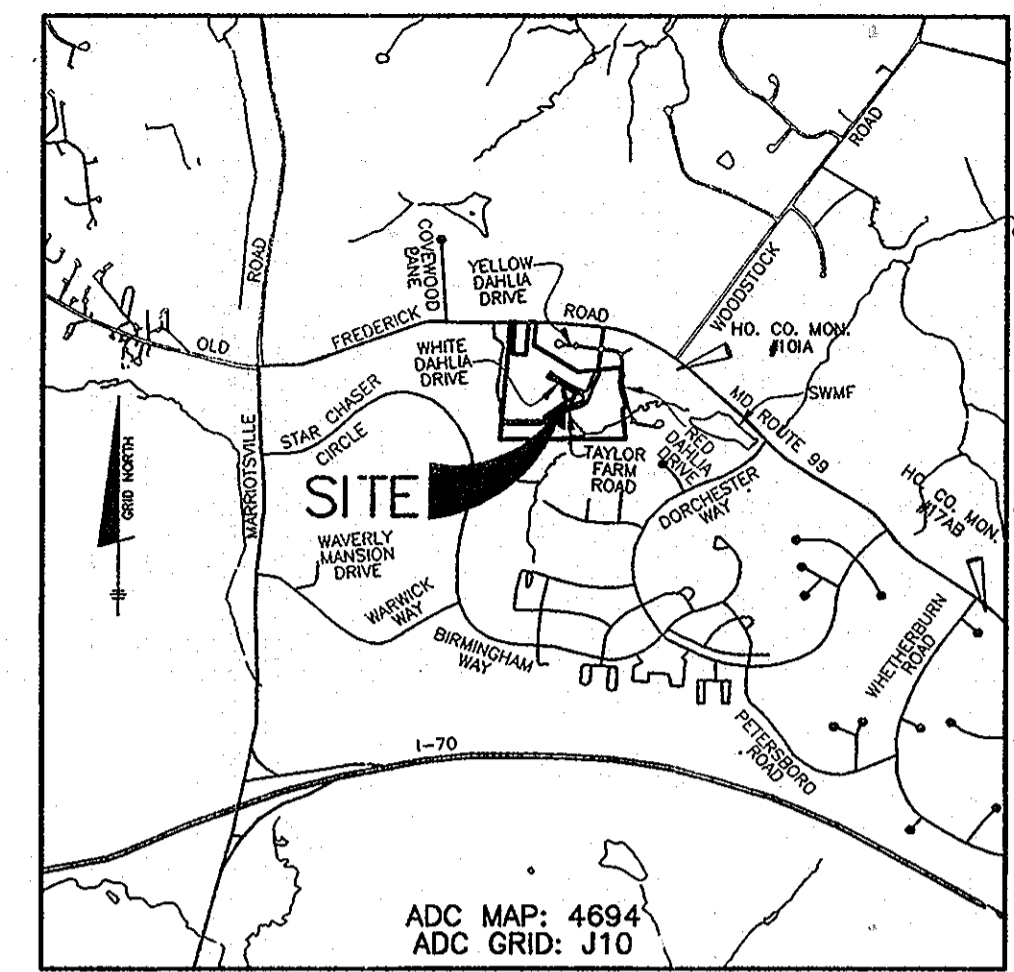 ROAD
WOODSTOCK
COVEWOOD
LANE
YELLOW
DAHLIA
DRIVE
ROAD
OLD
FREDERICK
ROAD
WHITE
DAHLIA
DRIVE
HO. CO. MON.
#101A
MD. ROUTE 99
SWMF
STAR CHASER
CIRCLE
GRID NORTH
MARRIOTSVILLE
SITE
TAYLOR
FARM
ROAD
RED
DAHLIA
DRIVE
DORCHESTER
WAY
HO. CO. MON.
#17AB
WAVERLY
MANSION
DRIVE
WARWICK
WAY
BIRMINGHAM
WAY
WHETHERBURN
ROAD
PETERSBORO
ROAD
I-70
ADC MAP: 4694
ADC GRID: J10